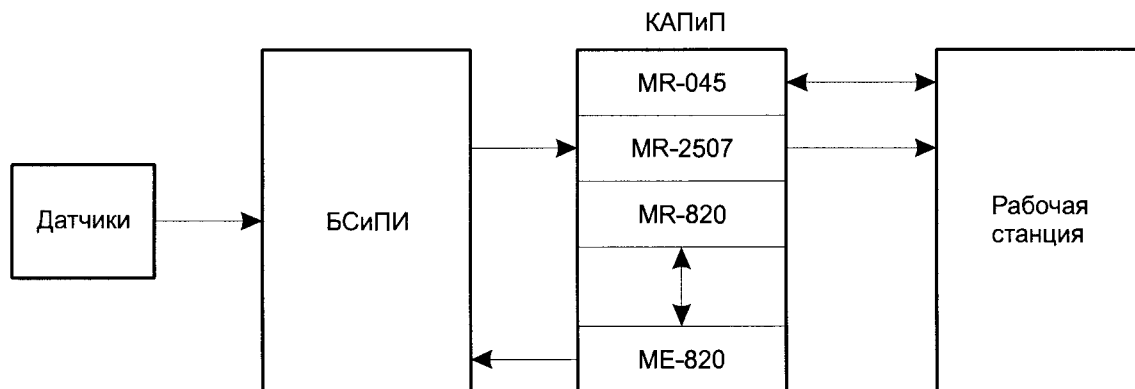 КАПиП
MR-045
MR-2507
Датчики
БСиПИ
MR-820
Рабочая
станция
ME-820